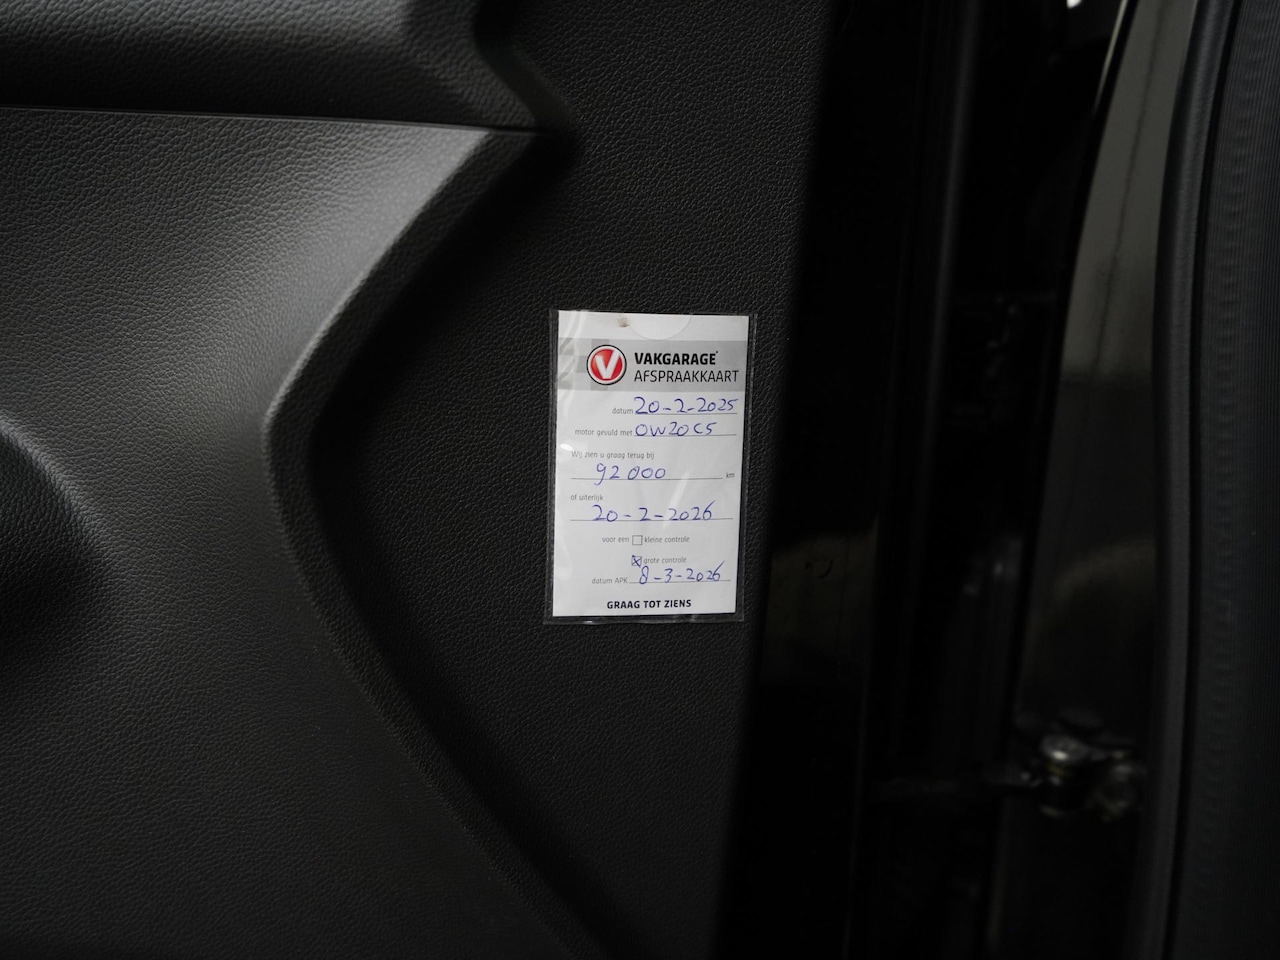 VAKGARAGE
AFSPRAAKKAART
datum 20-2-2025
motor gevuld met 0W20C5
Wij zien u graag terug bij
92000 km
of uiterlijk
20-2-2026
voor een kleine controle
grote controle
datum APK 8-3-2026
GRAAG TOT ZIENS